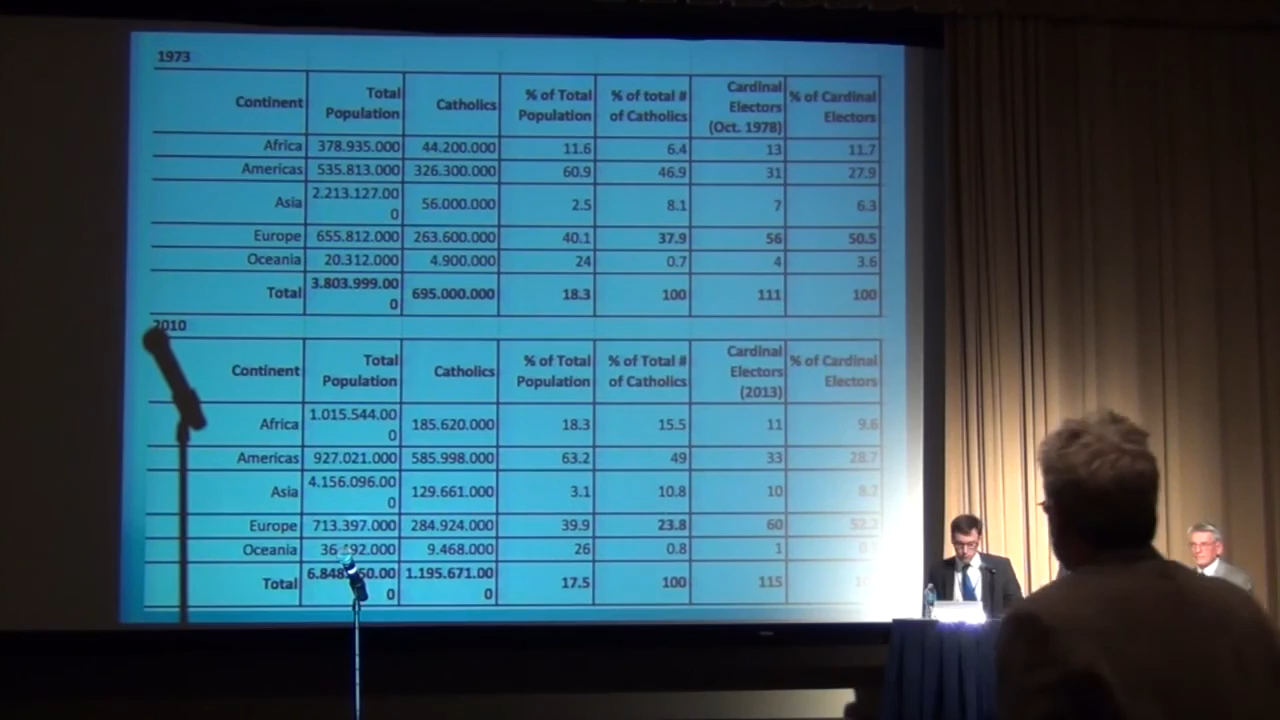 1973
Continent Total Population Catholics % of Total Population % of total # of Catholics Cardinal Electors (Oct. 1978) % of Cardinal Electors
Africa 378.935.000 44.200.000 11.6 6.4 13 11.7
Americas 535.813.000 326.300.000 60.9 46.9 31 27.9
Asia 2.213.127.000 56.000.000 2.5 8.1 7 6.3
Europe 655.812.000 263.600.000 40.1 37.9 56 50.5
Oceania 20.312.000 4.900.000 24 0.7 4 3.6
Total 3.803.999.000 695.000.000 18.3 100 111 100
2010
Continent Total Population Catholics % of Total Population % of Total # of Catholics Cardinal Electors (2013) % of Cardinal Electors
Africa 1.015.544.000 185.620.000 18.3 15.5 11 9.6
Americas 927.021.000 585.998.000 63.2 49 33 28.7
Asia 4.156.096.000 129.661.000 3.1 10.8 10 8.7
Europe 713.397.000 284.924.000 39.9 23.8 60 52.2
Oceania 9.468.000 26 0.8 1
Total 1.195.671.000 17.5 100 115